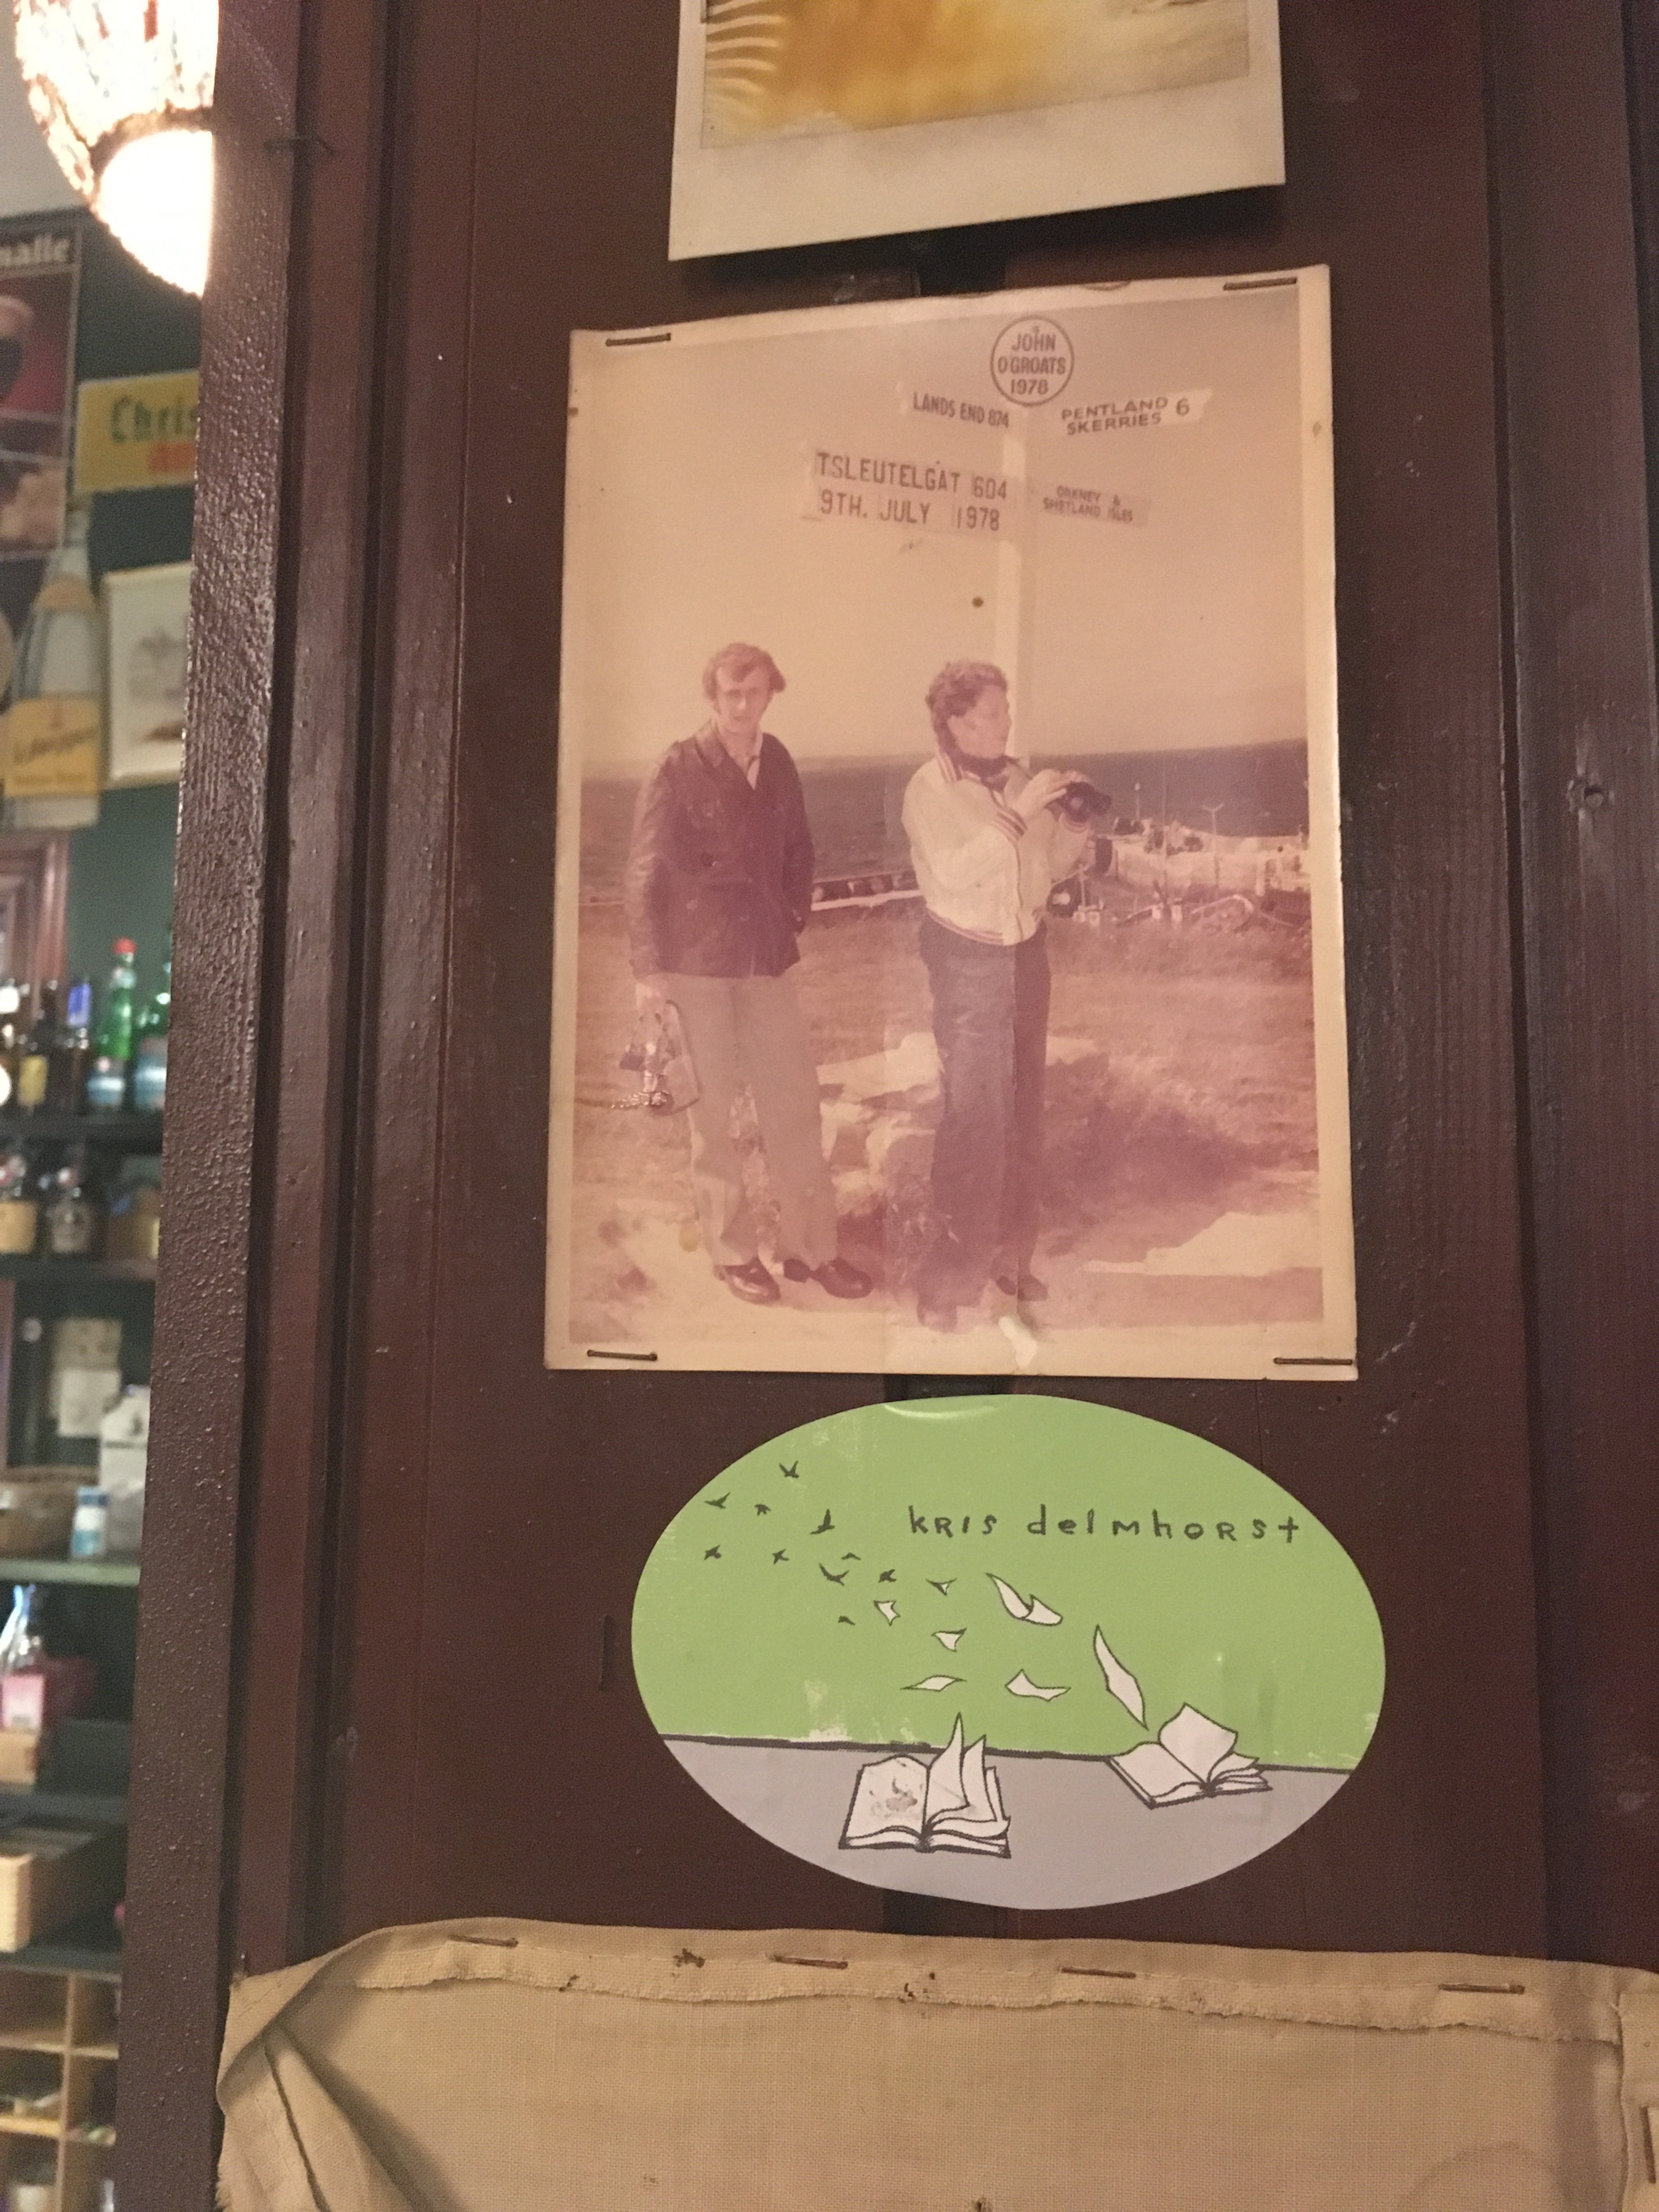 JOHN
O'GROATS
1978
LANDS END 874
PENTLAND 6
SKERRIES
TSLEUTELGAT 604
9TH. JULY 1978
ORKNEY &
SHETLAND ISLES
KRIS delMhoRSt
Chris